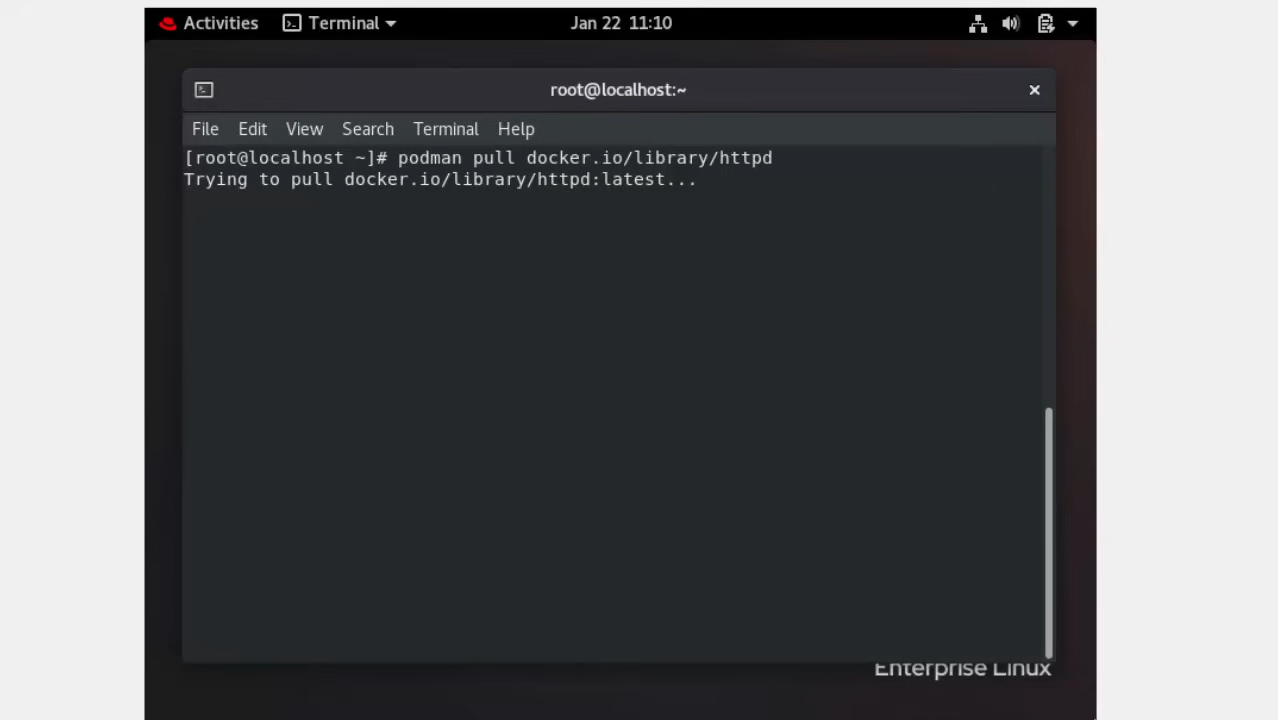 Activities Terminal Jan 22 11:10
root@localhost:~
File Edit View Search Terminal Help
[root@localhost ~]# podman pull docker.io/library/httpd
Trying to pull docker.io/library/httpd:latest...
Enterprise Linux